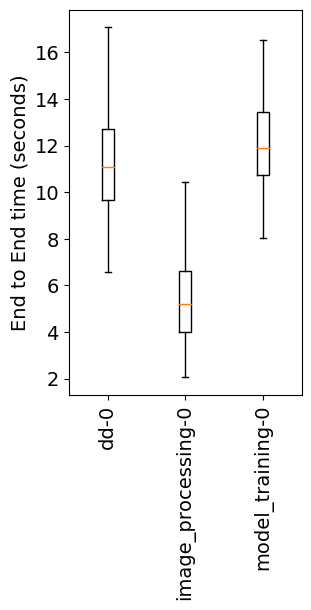 End to End time (seconds)
16
14
12
10
8
6
4
2
dd-0
image_processing-0
model_training-0